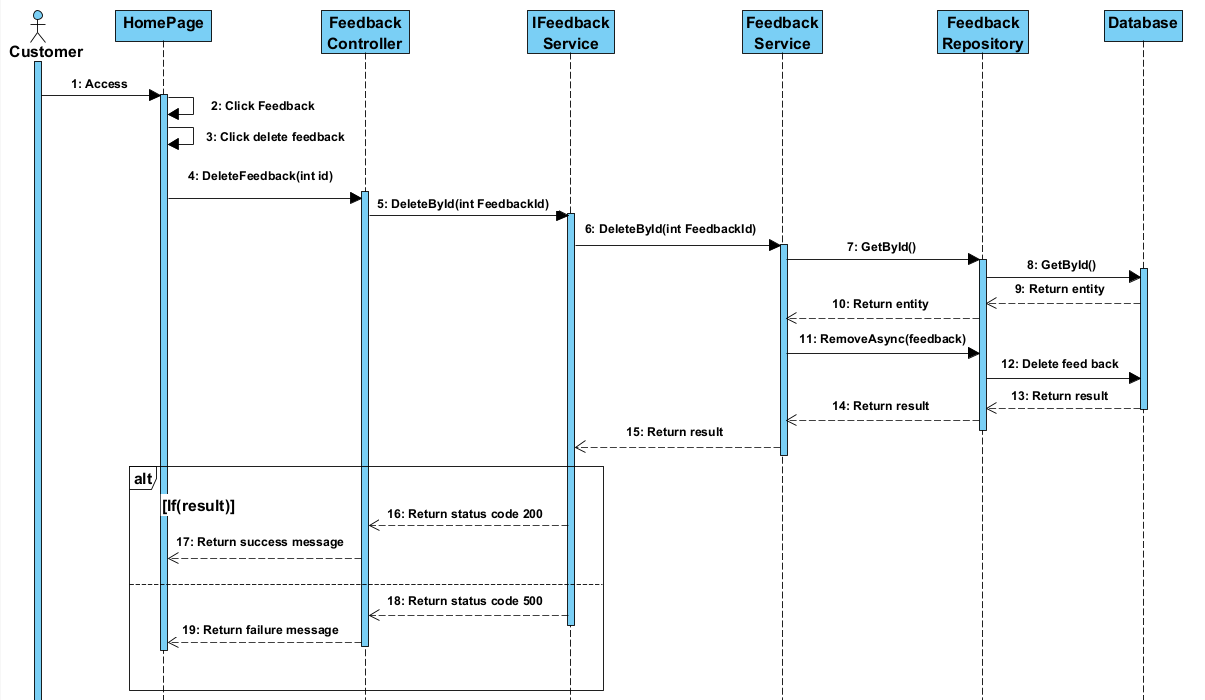 Customer
HomePage
Feedback
Controller
IFeedback
Service
Feedback
Service
Feedback
Repository
Database
1: Access
2: Click Feedback
3: Click delete feedback
4: DeleteFeedback(int id)
5: DeleteById(int FeedbackId)
6: DeleteById(int FeedbackId)
7: GetById()
8: GetById()
9: Return entity
10: Return entity
11: RemoveAsync(feedback)
12: Delete feed back
13: Return result
14: Return result
15: Return result
alt
[If(result)]
16: Return status code 200
17: Return success message
18: Return status code 500
19: Return failure message